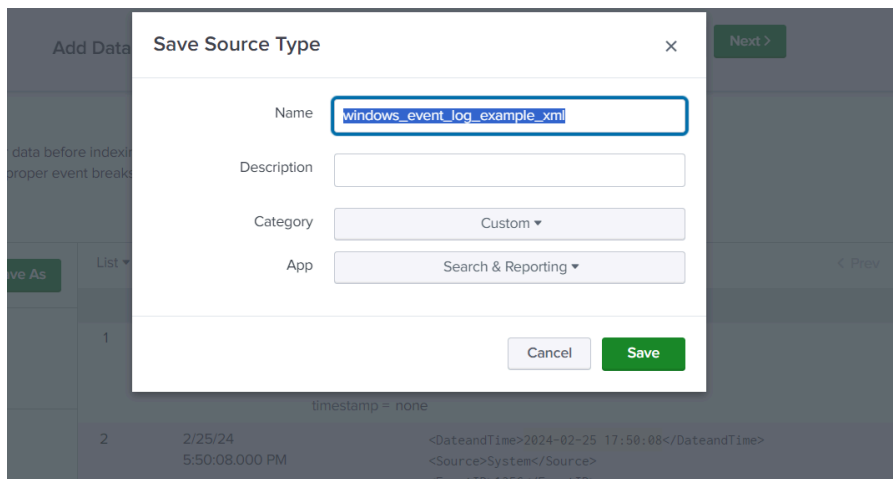 Add Data
Save Source Type
×
Next >
Name
windows_event_log_example_xml
data before indexin
proper event breaks
Description
Category
Custom
App
Search & Reporting
ve As
List
< Prev
Cancel
Save
1
timestamp = none
2
2/25/24
<DateandTime>2024-02-25 17:50:08</DateandTime>
5:50:08.000 PM
<Source>System</Source>